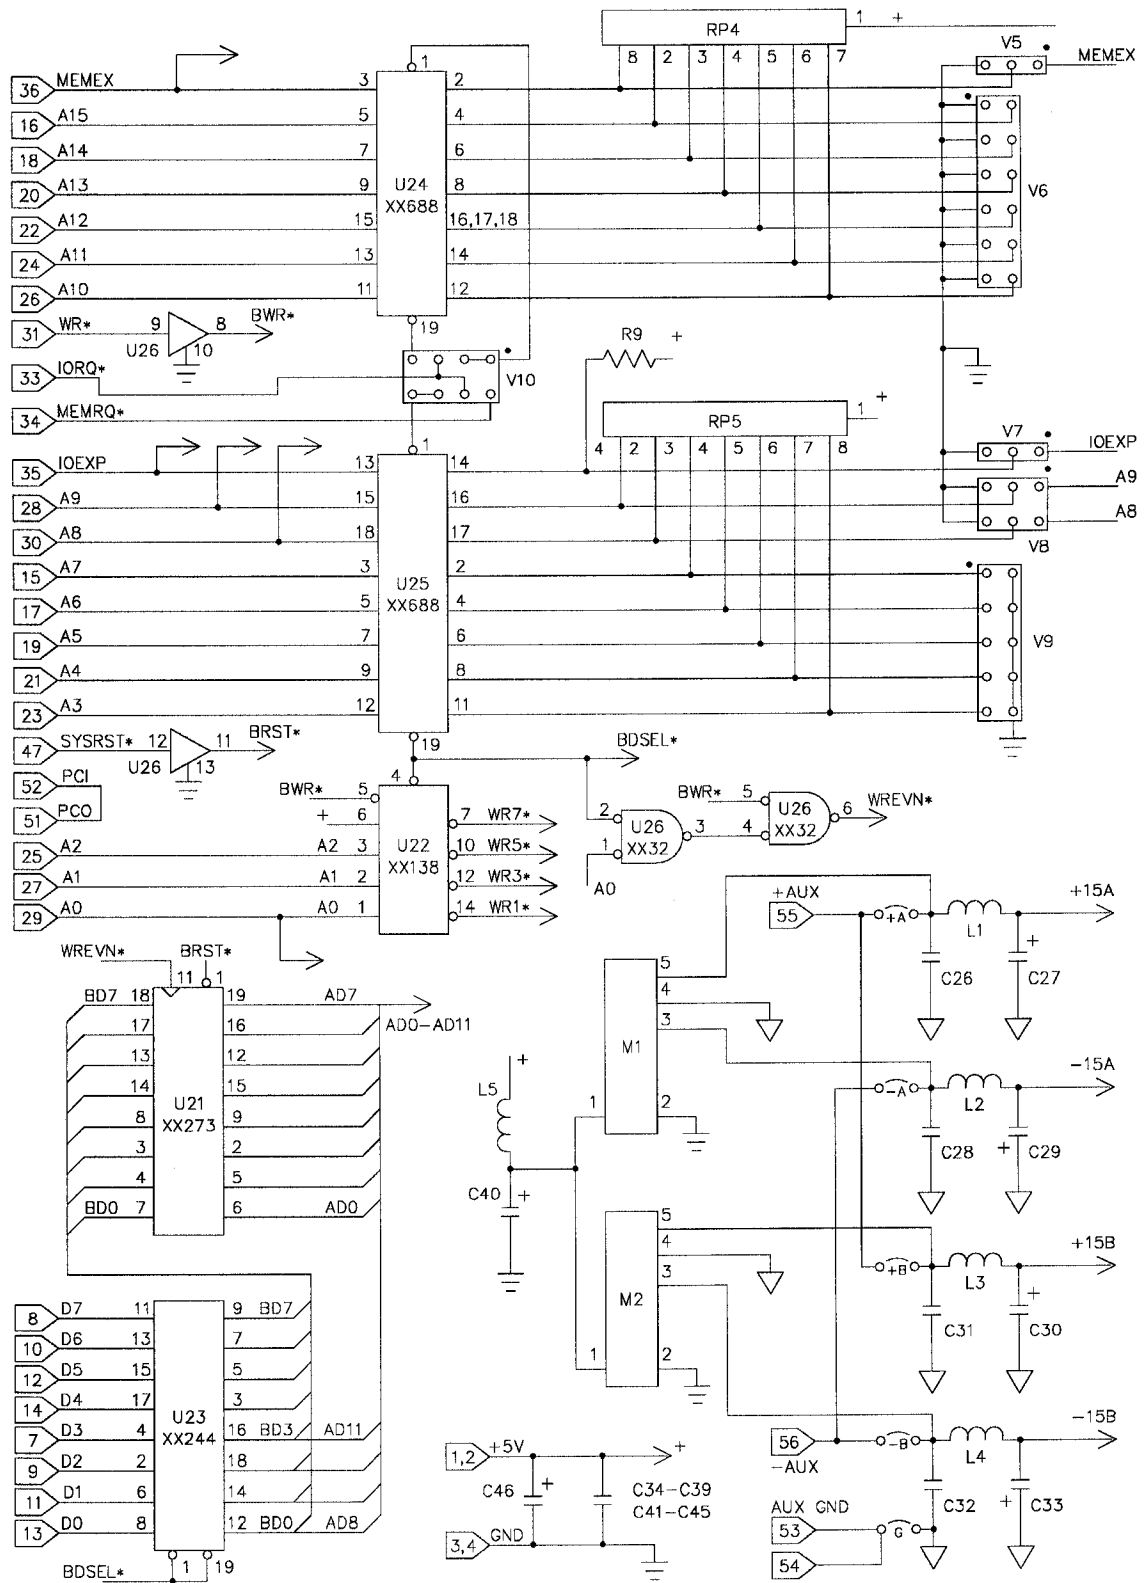 RP4 1 +
8 2 3 4 5 6 7
V5
MEMEX
36 MEMEX 3 1 2
16 A15 5 4
18 A14 7 6
20 A13 9 U24 8
XX688
V6
22 A12 15 16,17,18
24 A11 13 14
26 A10 11 12
31 WR* 9 8 BWR* 19
U26 10
R9 +
33 IORQ* V10
34 MEMRQ*
RP5 1 +
4 2 3 4 5 6 7 8
1
V7
IOEXP
35 IOEXP 13 14
28 A9 15 16 A9
30 A8 18 17 A8
V8
15 A7 3 2
U25
XX688
17 A6 5 4
19 A5 7 6 V9
21 A4 9 8
23 A3 12 11
47 SYSRST* 12 11 BRST* 19
U26 13
BDSEL*
52 PCI
51 PCO
BWR* 5 4
+ 6
U22
XX138
7 WR7*
10 WR5*
12 WR3*
14 WR1*
25 A2 A2 3
27 A1 A1 2
29 A0 A0 1
2 1 A0
U26
XX32
3
BWR* 5
4
U26
XX32
6 WREVN*
+AUX
55 +A L1 +15A
C26 + C27
WREVN* BRST*
11 1
BD7 18 19 AD7
AD0-AD11
17 16
13 12
14 15
U21
XX273
8 9
3 2
4 5
BD0 7 6 AD0
+
L5
C40 +
M1
5
4
3
1 2
-A L2 -15A
C28 + C29
M2
5
4
3
1 2
+B L3 +15B
C31 + C30
8 D7 11 9 BD7
10 D6 13 7
12 D5 15 5
14 D4 17 3
U23
XX244
7 D3 4 16 BD3 AD11
9 D2 2 18
11 D1 6 14
13 D0 8 12 BD0 AD8
BDSEL* 1 19
1,2 +5V +
C46 +
C34-C39
C41-C45
3,4 GND
56 -B L4 -15B
-AUX
C32 + C33
AUX GND
53 G
54